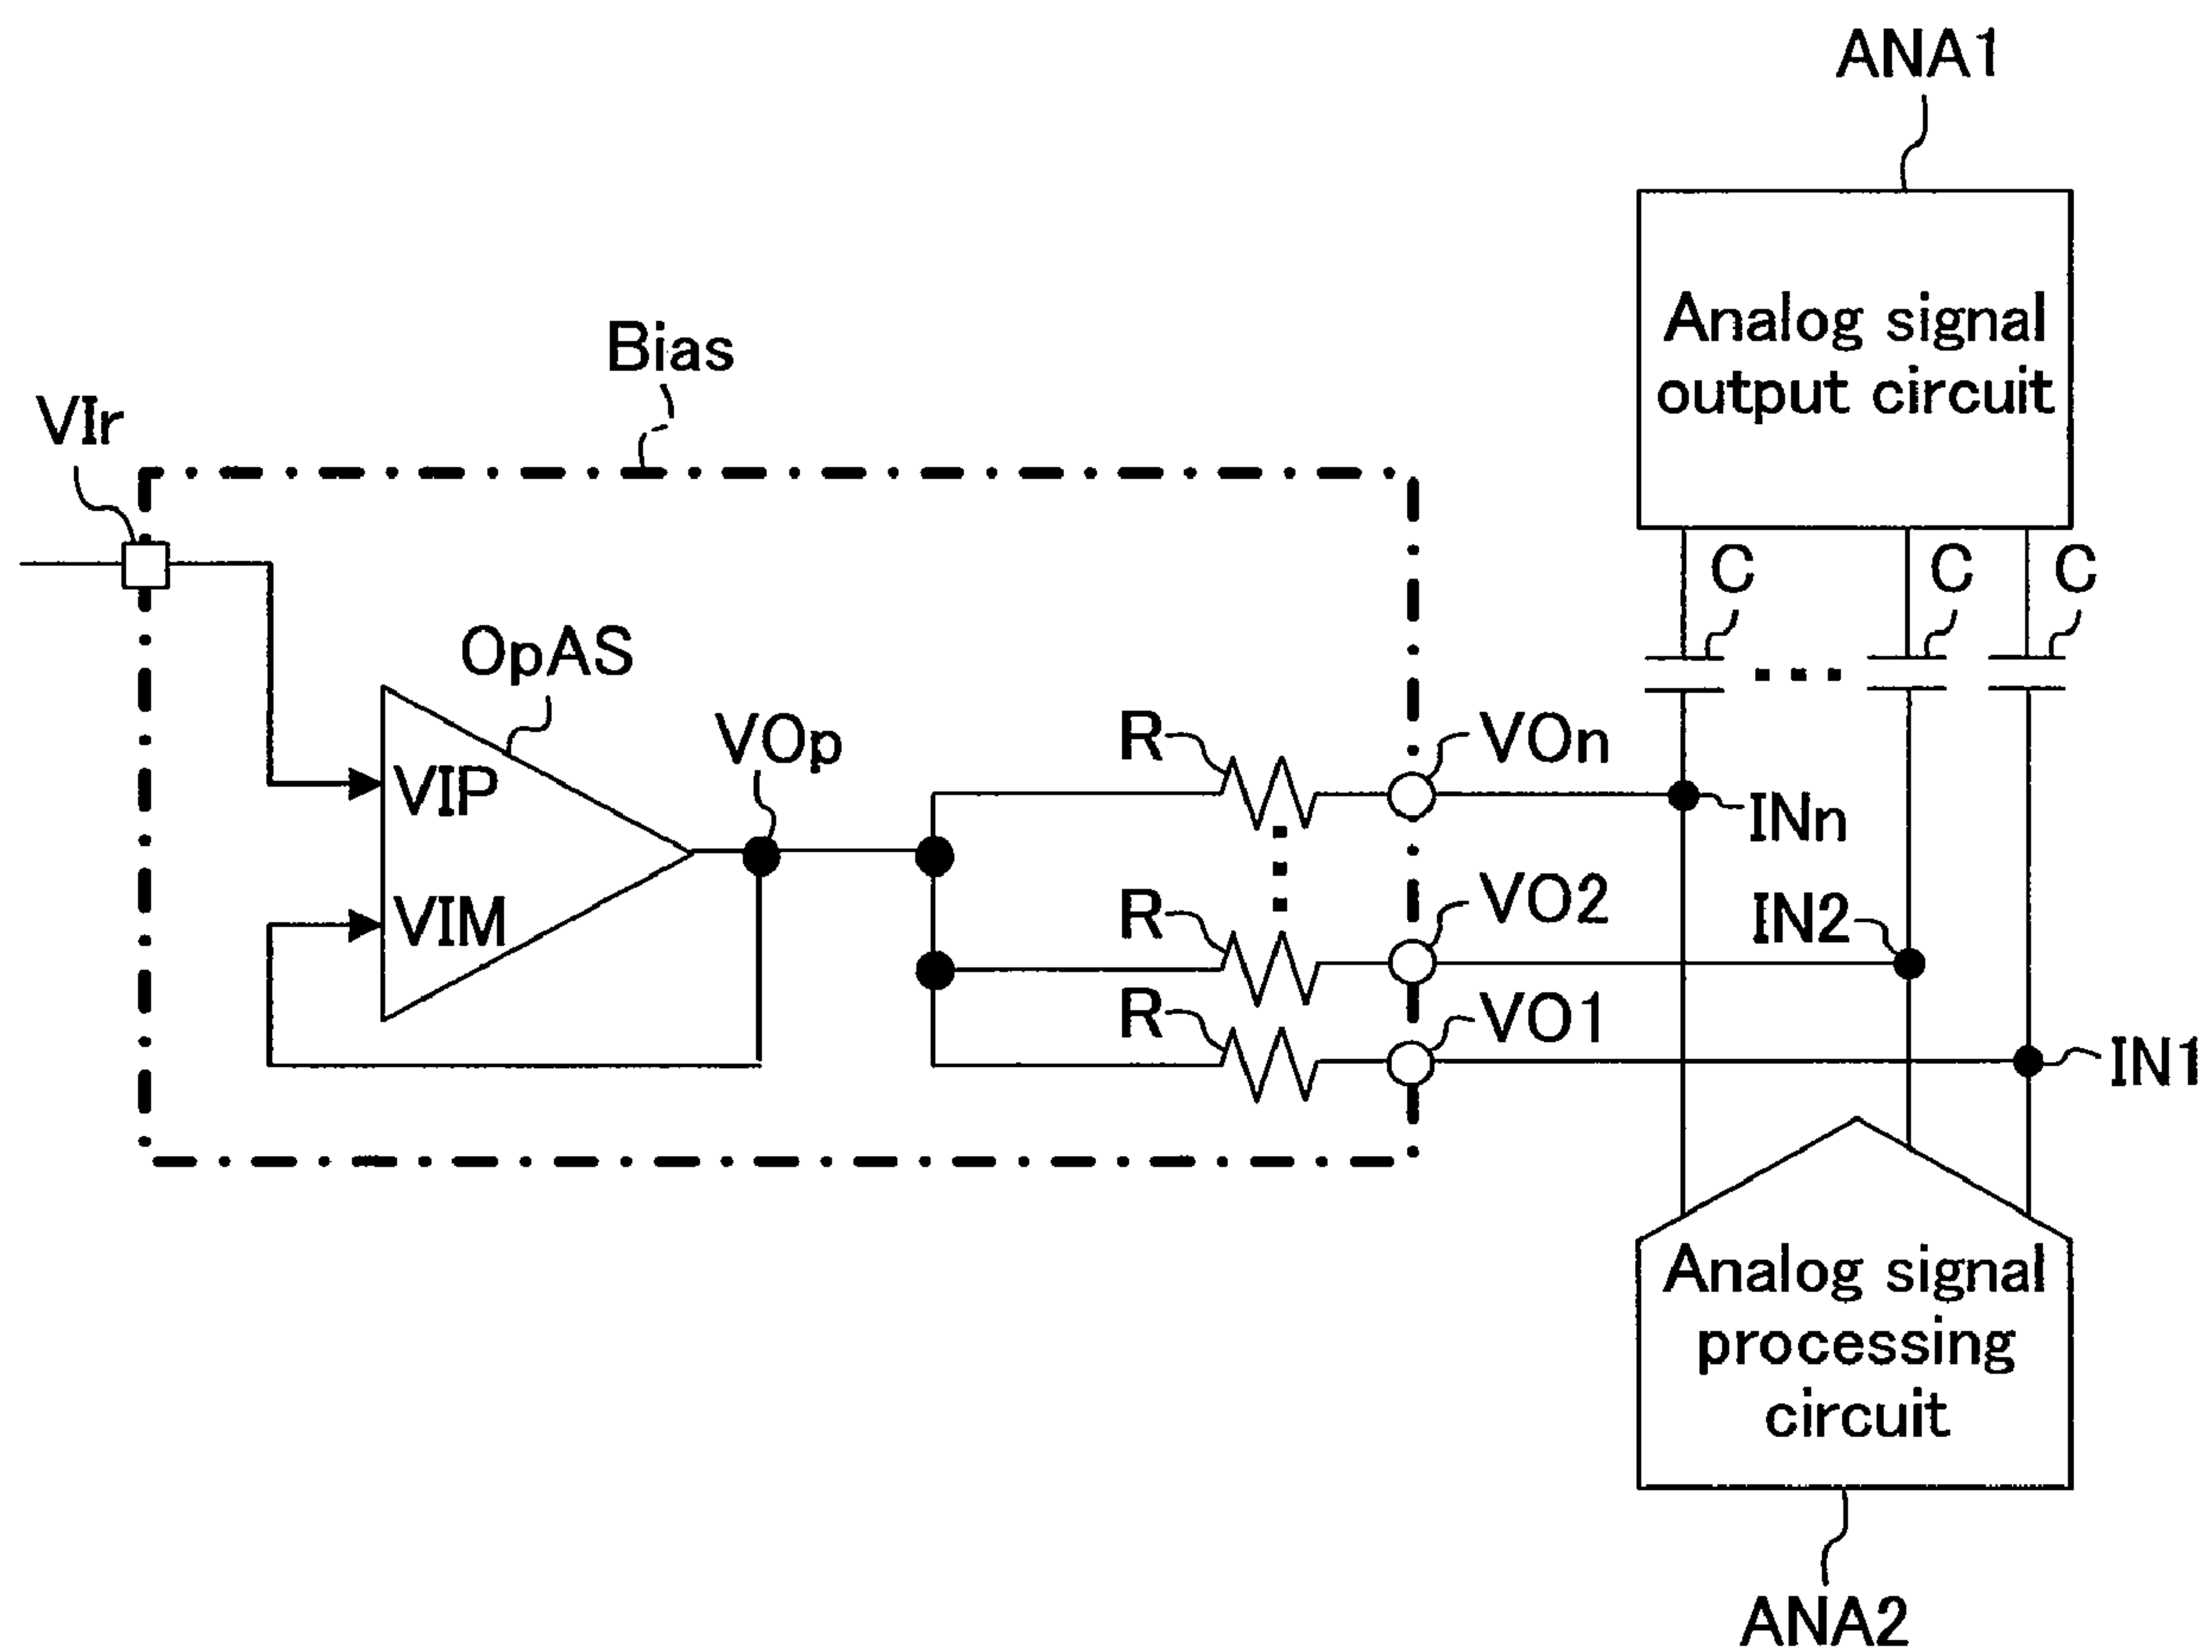 ANA1
Analog signal
output circuit
Bias
VIr
C
C
C
OpAS
VOp
R
VOn
VIP
INn
R
VO2
VIM
IN2
R
VO1
IN1
Analog signal
processing
circuit
ANA2